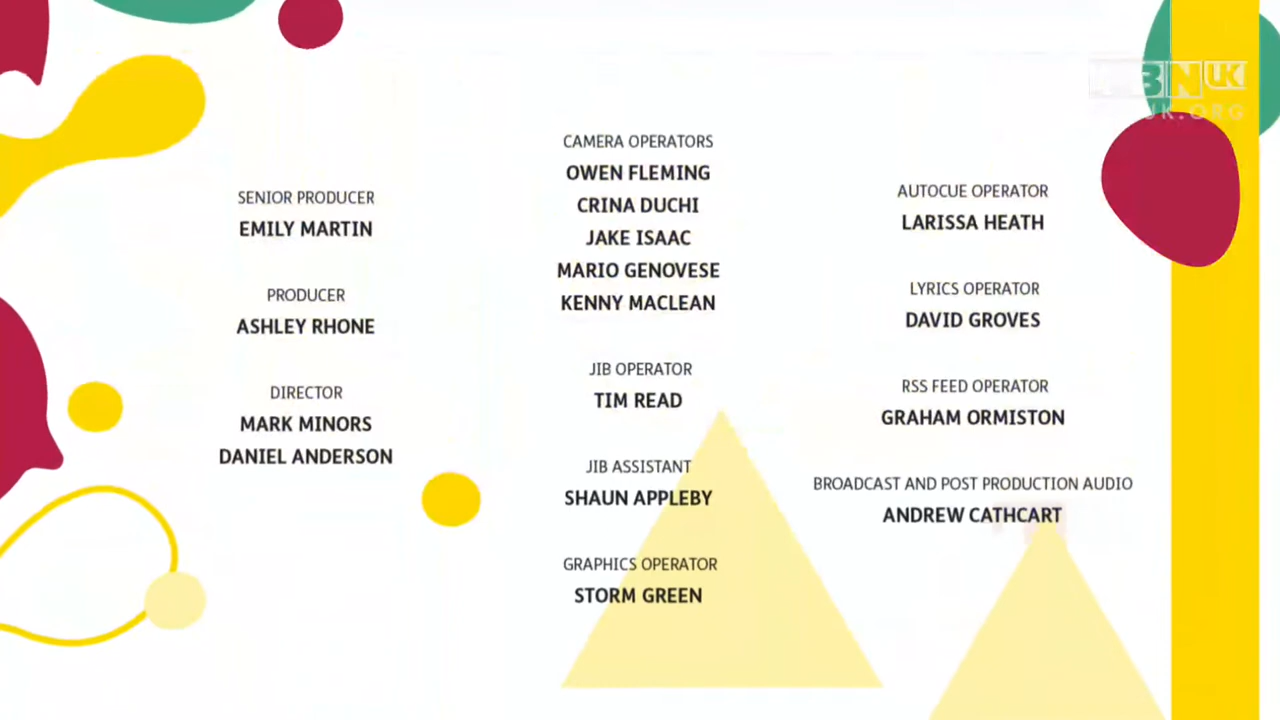 SENIOR PRODUCER
EMILY MARTIN
PRODUCER
ASHLEY RHONE
DIRECTOR
MARK MINORS
DANIEL ANDERSON
CAMERA OPERATORS
OWEN FLEMING
CRINA DUCHI
JAKE ISAAC
MARIO GENOVESE
KENNY MACLEAN
JIB OPERATOR
TIM READ
JIB ASSISTANT
SHAUN APPLEBY
GRAPHICS OPERATOR
STORM GREEN
AUTOCUE OPERATOR
LARISSA HEATH
LYRICS OPERATOR
DAVID GROVES
RSS FEED OPERATOR
GRAHAM ORMISTON
BROADCAST AND POST PRODUCTION AUDIO
ANDREW CATHCART
UK